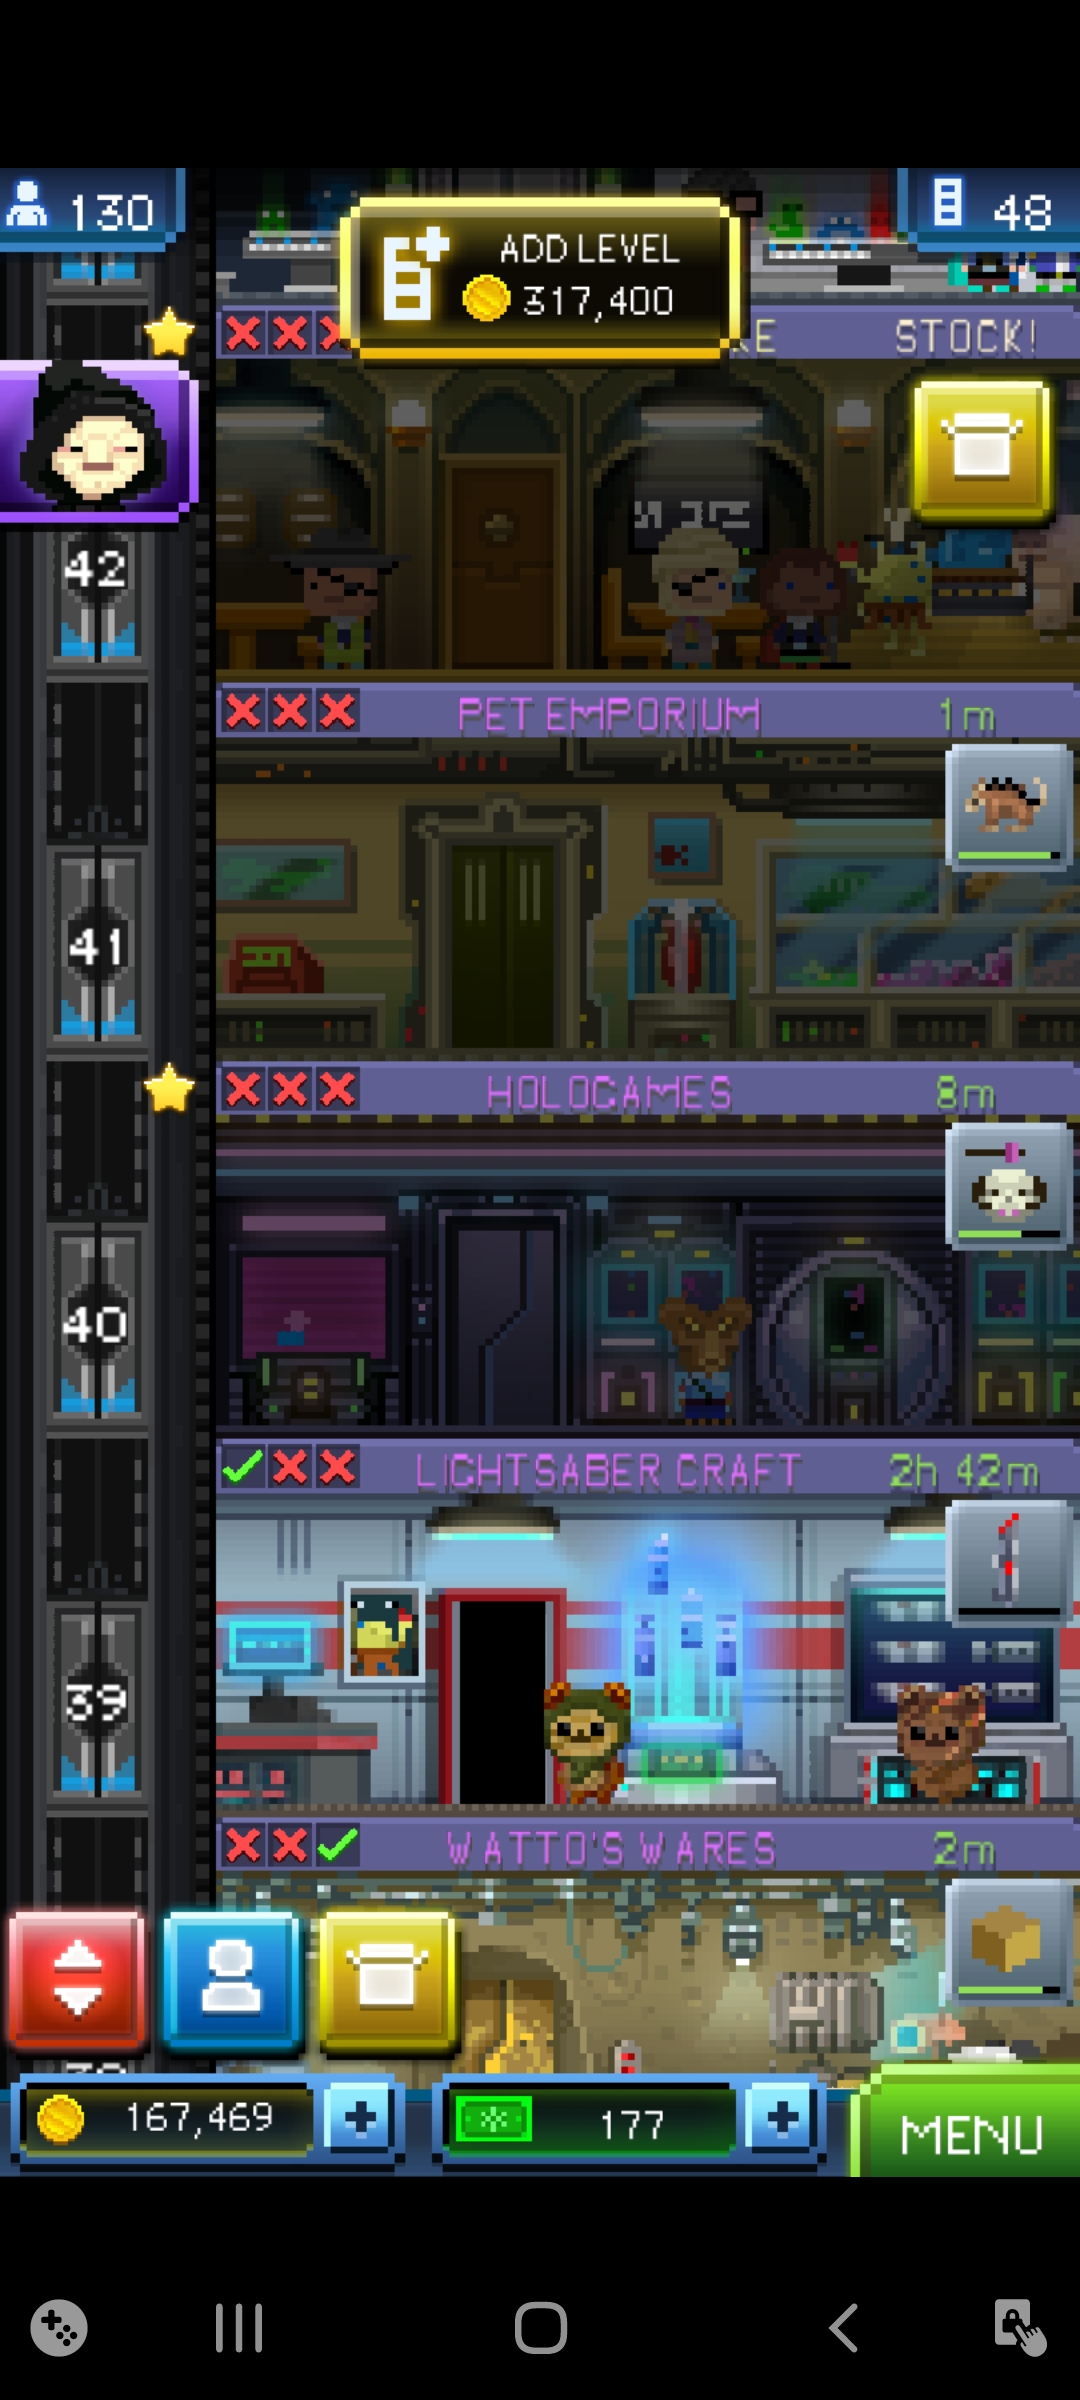 130
48
ADD LEVEL
317,400
KE STOCK!
42
PET EMPORIUM 1m
41
HOLOGAMES 8m
40
LIGHTSABER CRAFT 2h 42m
39
WATTO'S WARES 2m
167,469
177
MENU